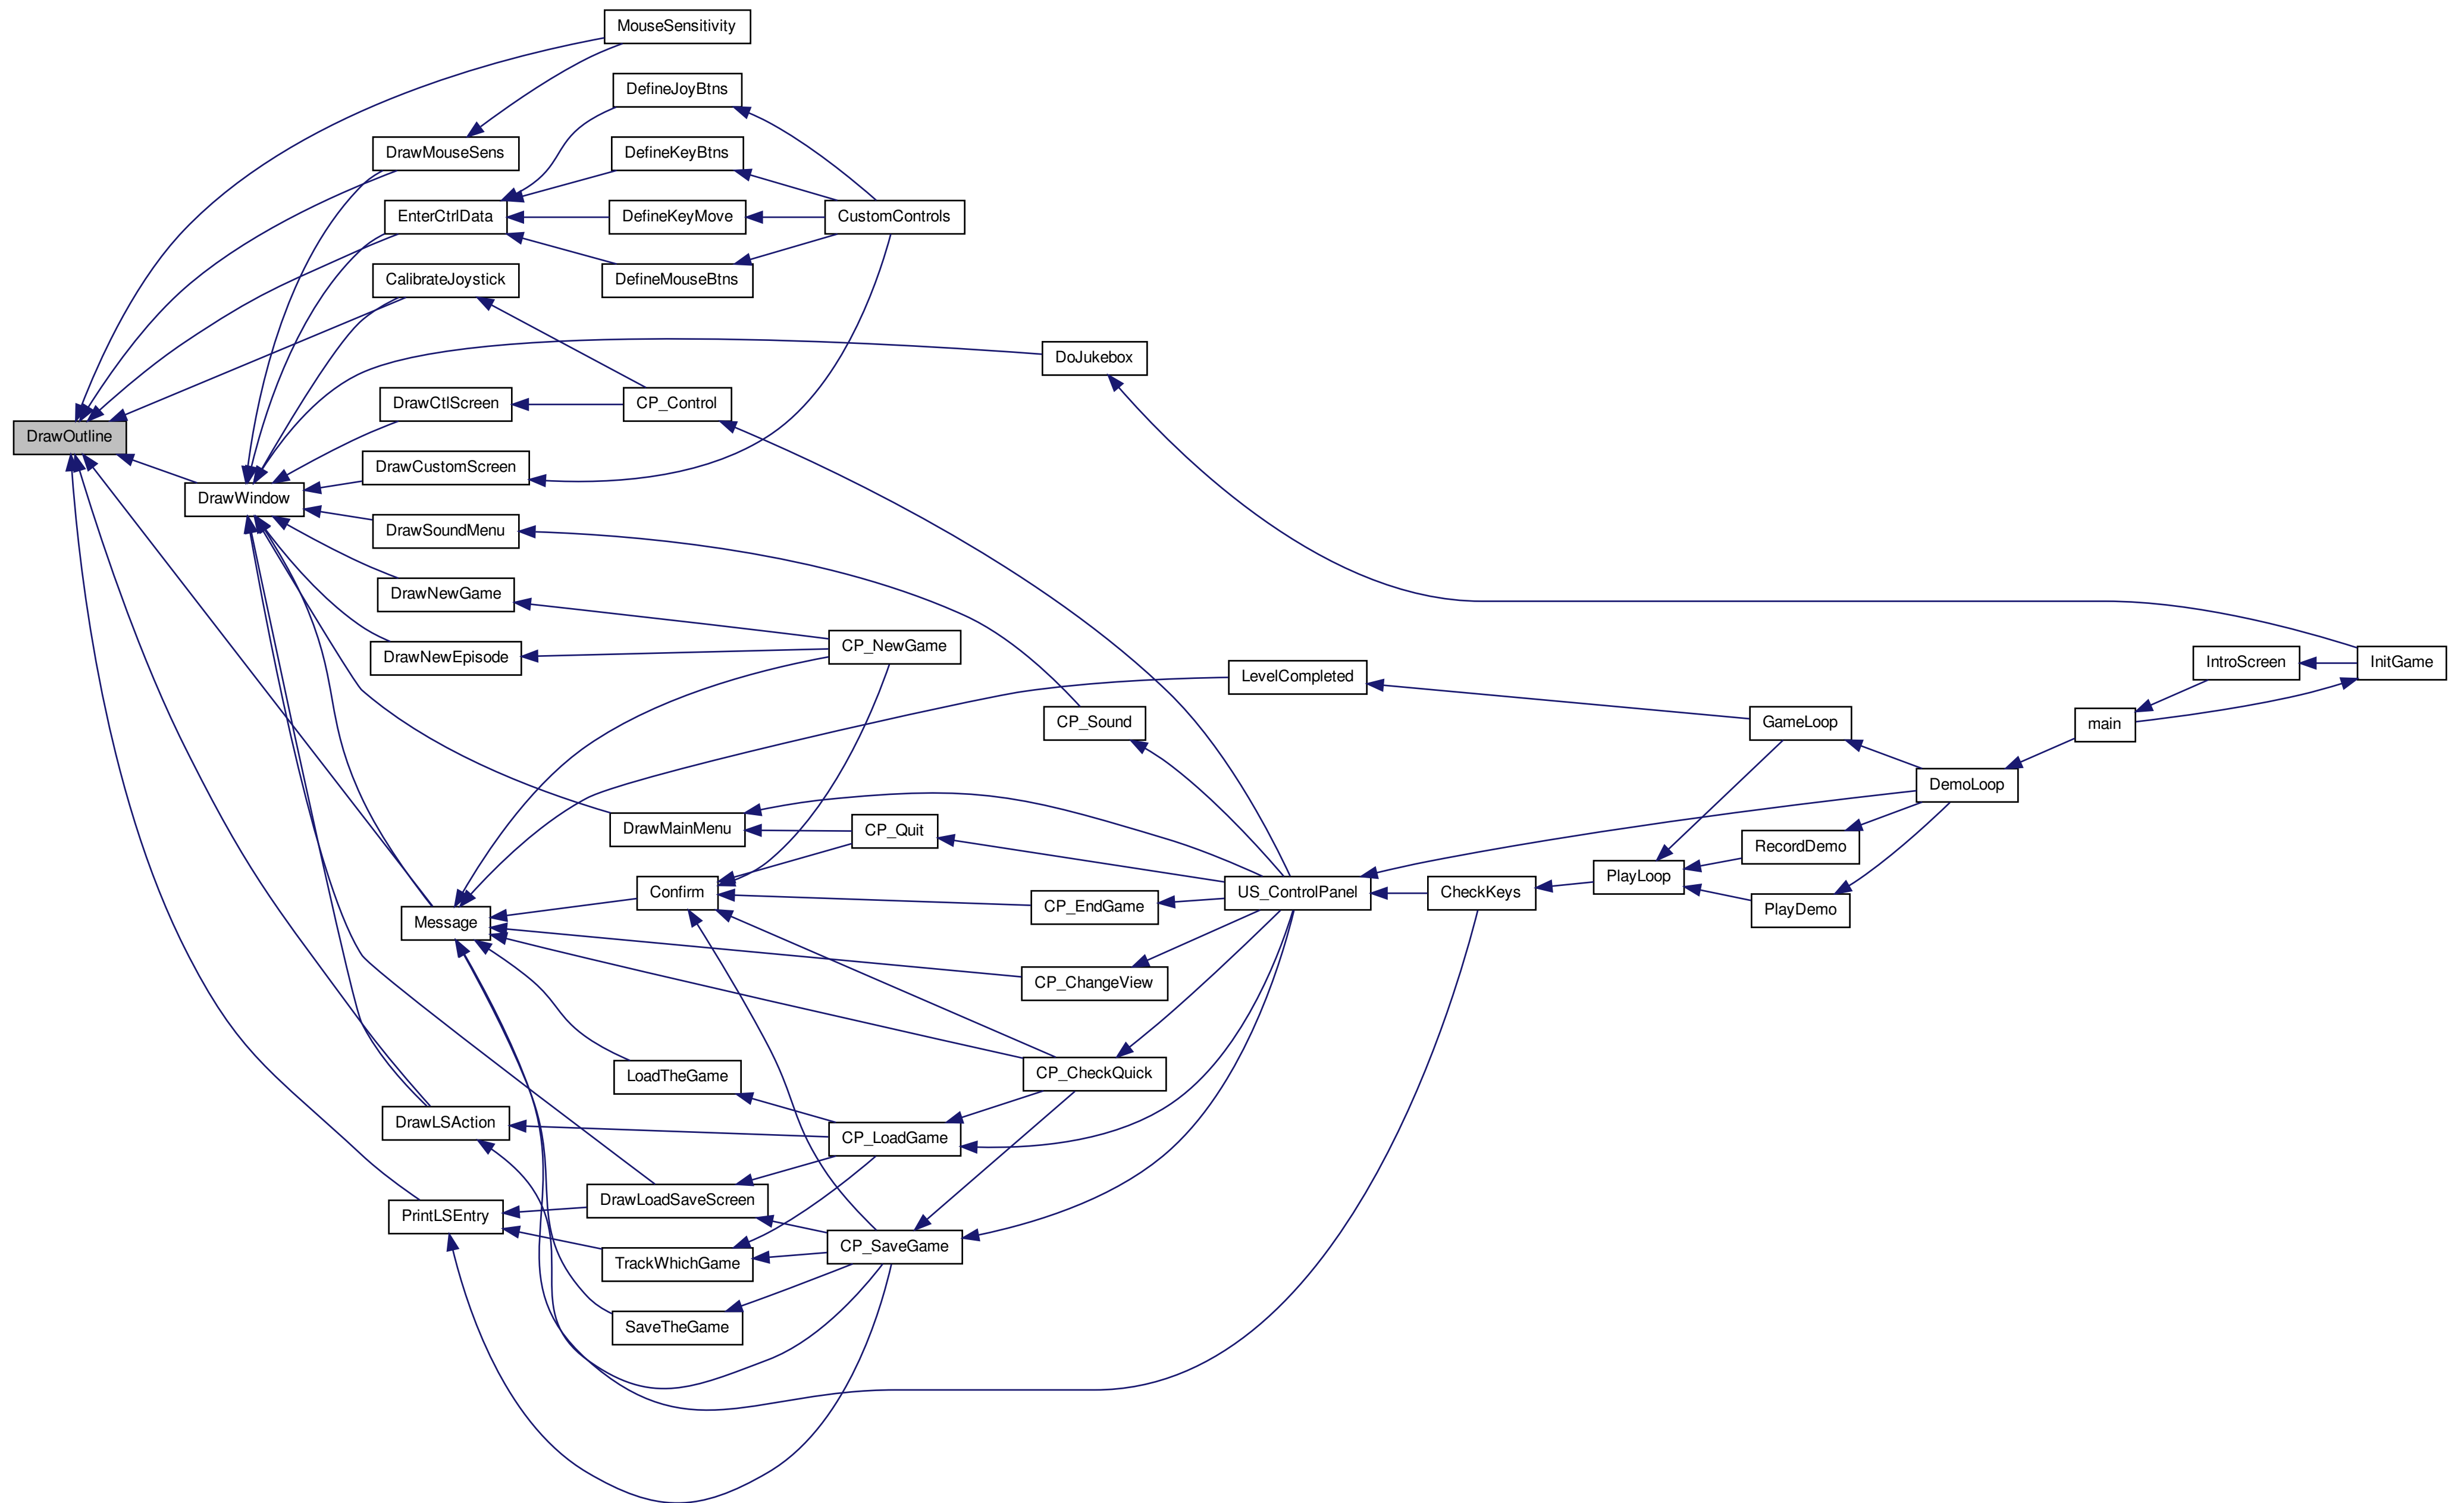 MouseSensitivity
DefineJoyBtns
DrawMouseSens
DefineKeyBtns
EnterCtrlData
DefineKeyMove
CustomControls
CalibrateJoystick
DefineMouseBtns
DoJukebox
DrawCtlScreen
CP_Control
DrawOutline
DrawCustomScreen
DrawWindow
DrawSoundMenu
DrawNewGame
CP_NewGame
DrawNewEpisode
LevelCompleted
IntroScreen
InitGame
CP_Sound
GameLoop
main
DemoLoop
DrawMainMenu
CP_Quit
RecordDemo
PlayLoop
Confirm
US_ControlPanel
CheckKeys
CP_EndGame
PlayDemo
Message
CP_ChangeView
LoadTheGame
CP_CheckQuick
DrawLSAction
CP_LoadGame
DrawLoadSaveScreen
PrintLSEntry
CP_SaveGame
TrackWhichGame
SaveTheGame